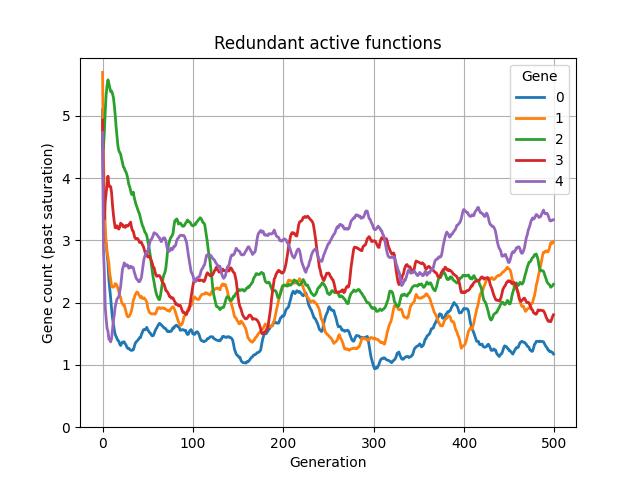 Redundant active functions
Gene count (past saturation)
5
4
3
2
1
0
Gene
0
1
2
3
4
0 100 200 300 400 500
Generation